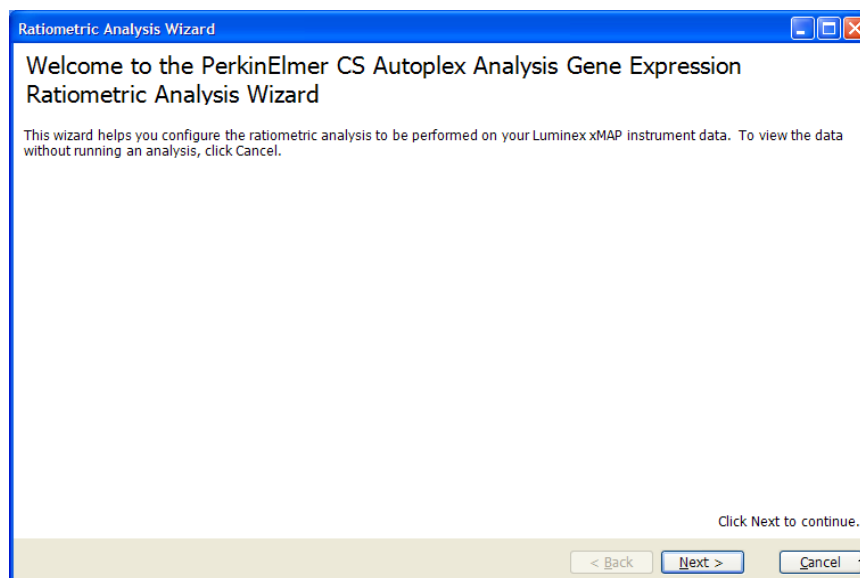 Ratiometric Analysis Wizard
Welcome to the PerkinElmer CS Autoplex Analysis Gene Expression
Ratiometric Analysis Wizard
This wizard helps you configure the ratiometric analysis to be performed on your Luminex xMAP instrument data. To view the data
without running an analysis, click Cancel.
Click Next to continue.
< Back Next > Cancel